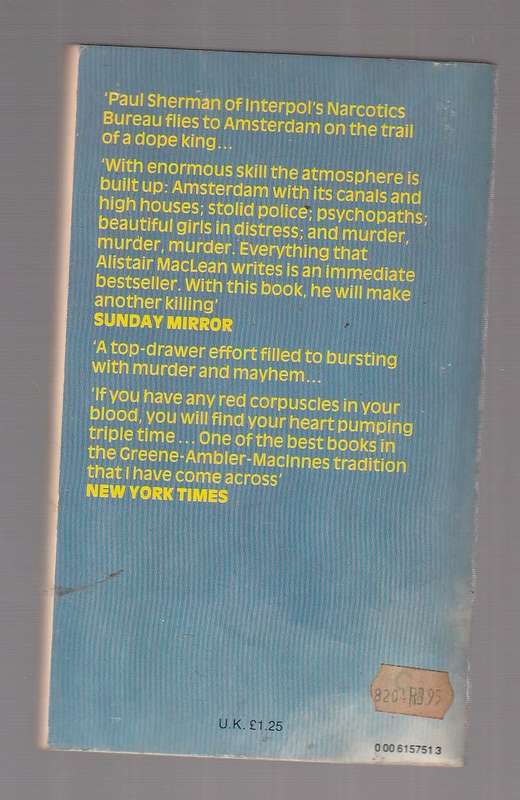 'Paul Sherman of Interpol's Narcotics
Bureau flies to Amsterdam on the trail
of a dope king...
'With enormous skill the atmosphere is
built up: Amsterdam with its canals and
high houses; stolid police; psychopaths;
beautiful girls in distress; and murder,
murder, murder. Everything that
Alistair MacLean writes is an immediate
bestseller. With this book, he will make
another killing'
SUNDAY MIRROR
'A top-drawer effort filled to bursting
with murder and mayhem...
'If you have any red corpuscles in your
blood, you will find your heart pumping
triple time ... One of the best books in
the Greene-Ambler-MacInnes tradition
that I have come across'
NEW YORK TIMES
U.K. £1.25
0 00 615751 3